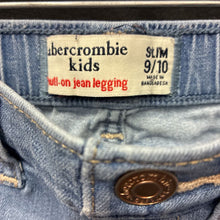 abercrombie
kids
pull-on jean legging
SLIM
9/10
MADE IN
BANGLADESH